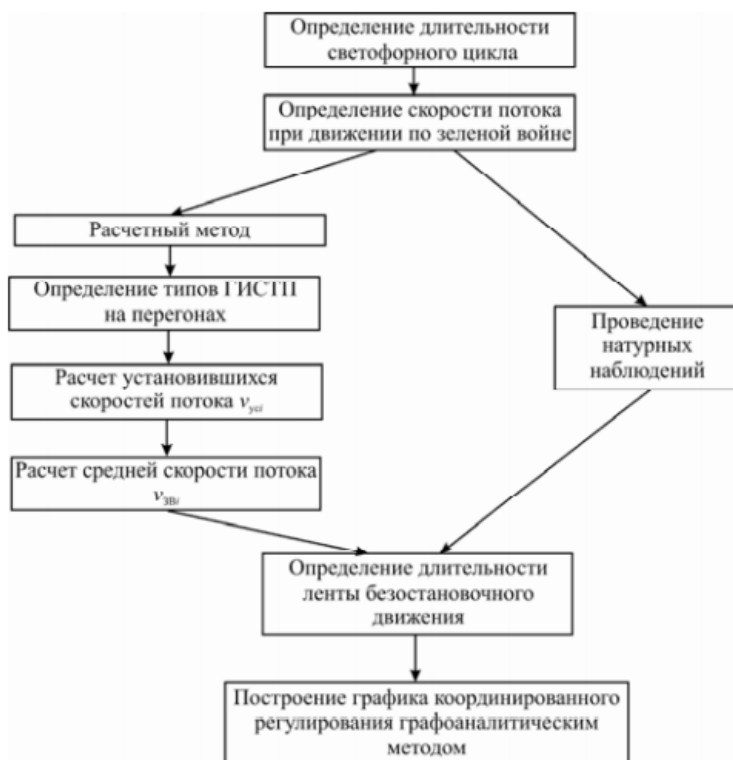 Определение длительности
светофорного цикла
Определение скорости потока
при движении по зеленой войне
Расчетный метод
Определение типов ГИСТП
на перегонах
Расчет установившихся
скоростей потока v_усi
Расчет средней скорости потока
v_ЗВi
Проведение
натурных
наблюдений
Определение длительности
ленты безостановочного
движения
Построение графика координированного
регулирования графоаналитическим
методом